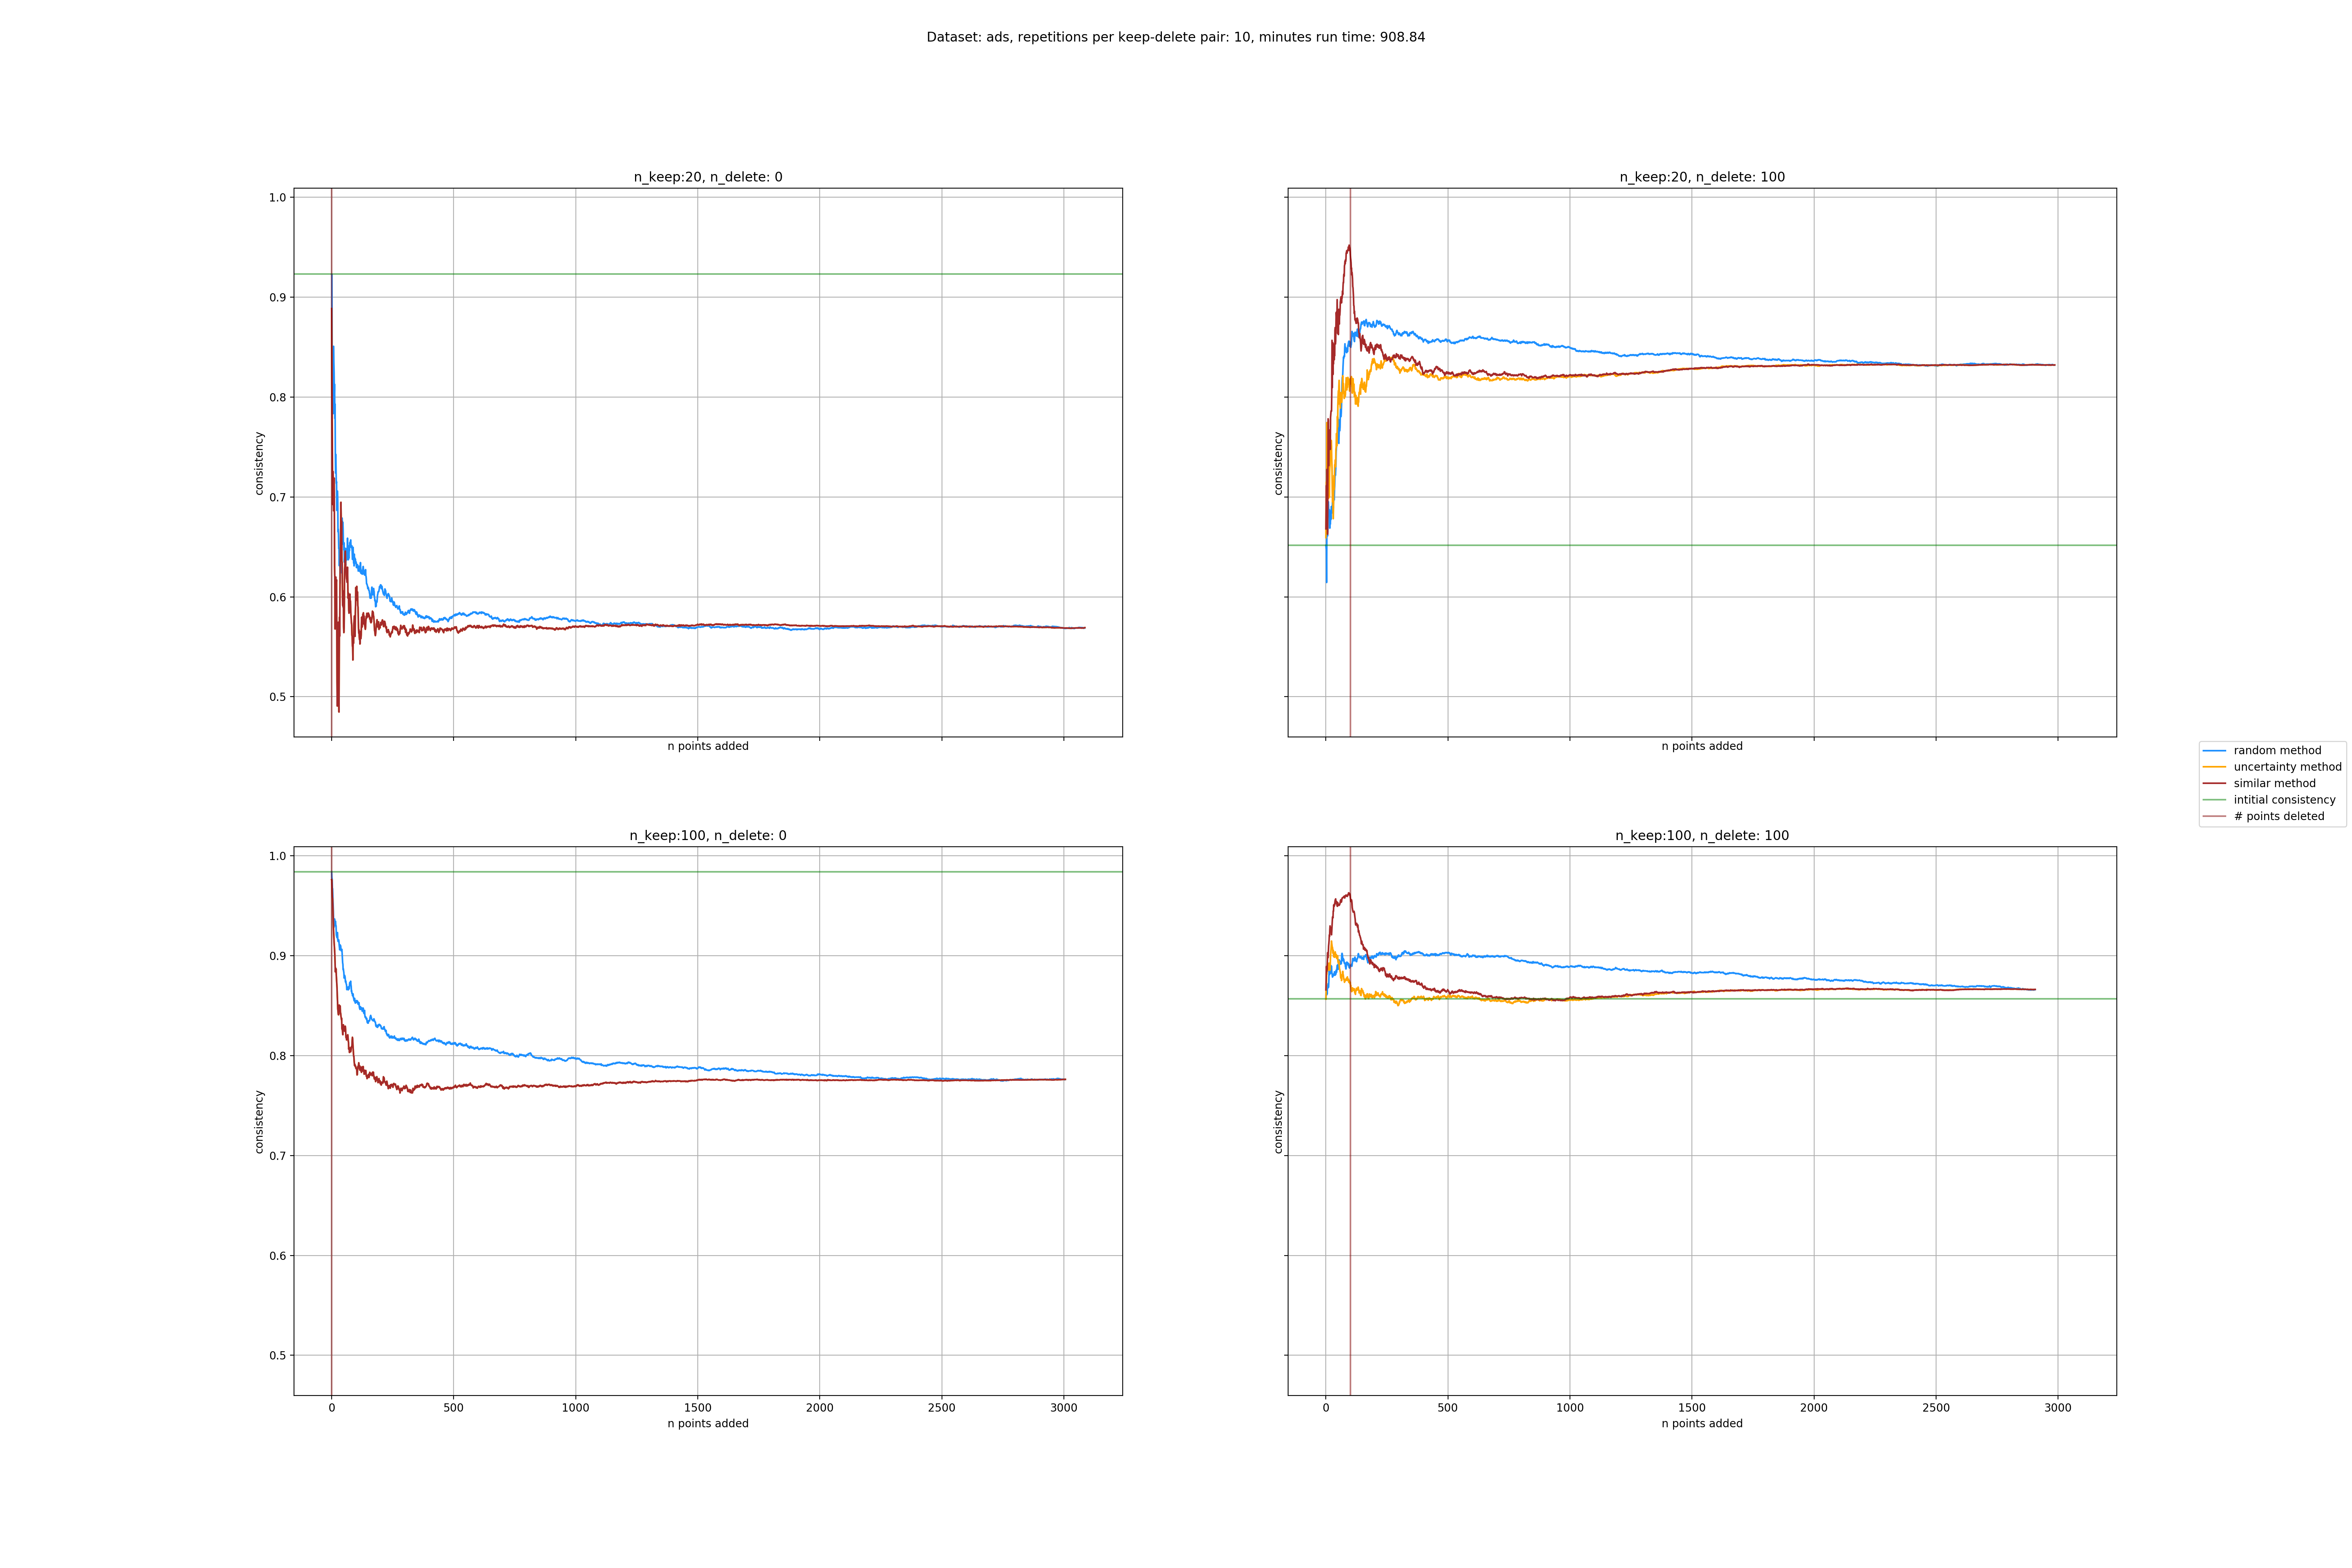 Dataset: ads, repetitions per keep-delete pair: 10, minutes run time: 908.84
n_keep:20, n_delete: 0
1.0
0.9
0.8
0.7
0.6
0.5
consistency
n points added
n_keep:20, n_delete: 100
consistency
n points added
random method
uncertainty method
similar method
intitial consistency
# points deleted
n_keep:100, n_delete: 0
1.0
0.9
0.8
0.7
0.6
0.5
consistency
0 500 1000 1500 2000 2500 3000
n points added
n_keep:100, n_delete: 100
consistency
0 500 1000 1500 2000 2500 3000
n points added